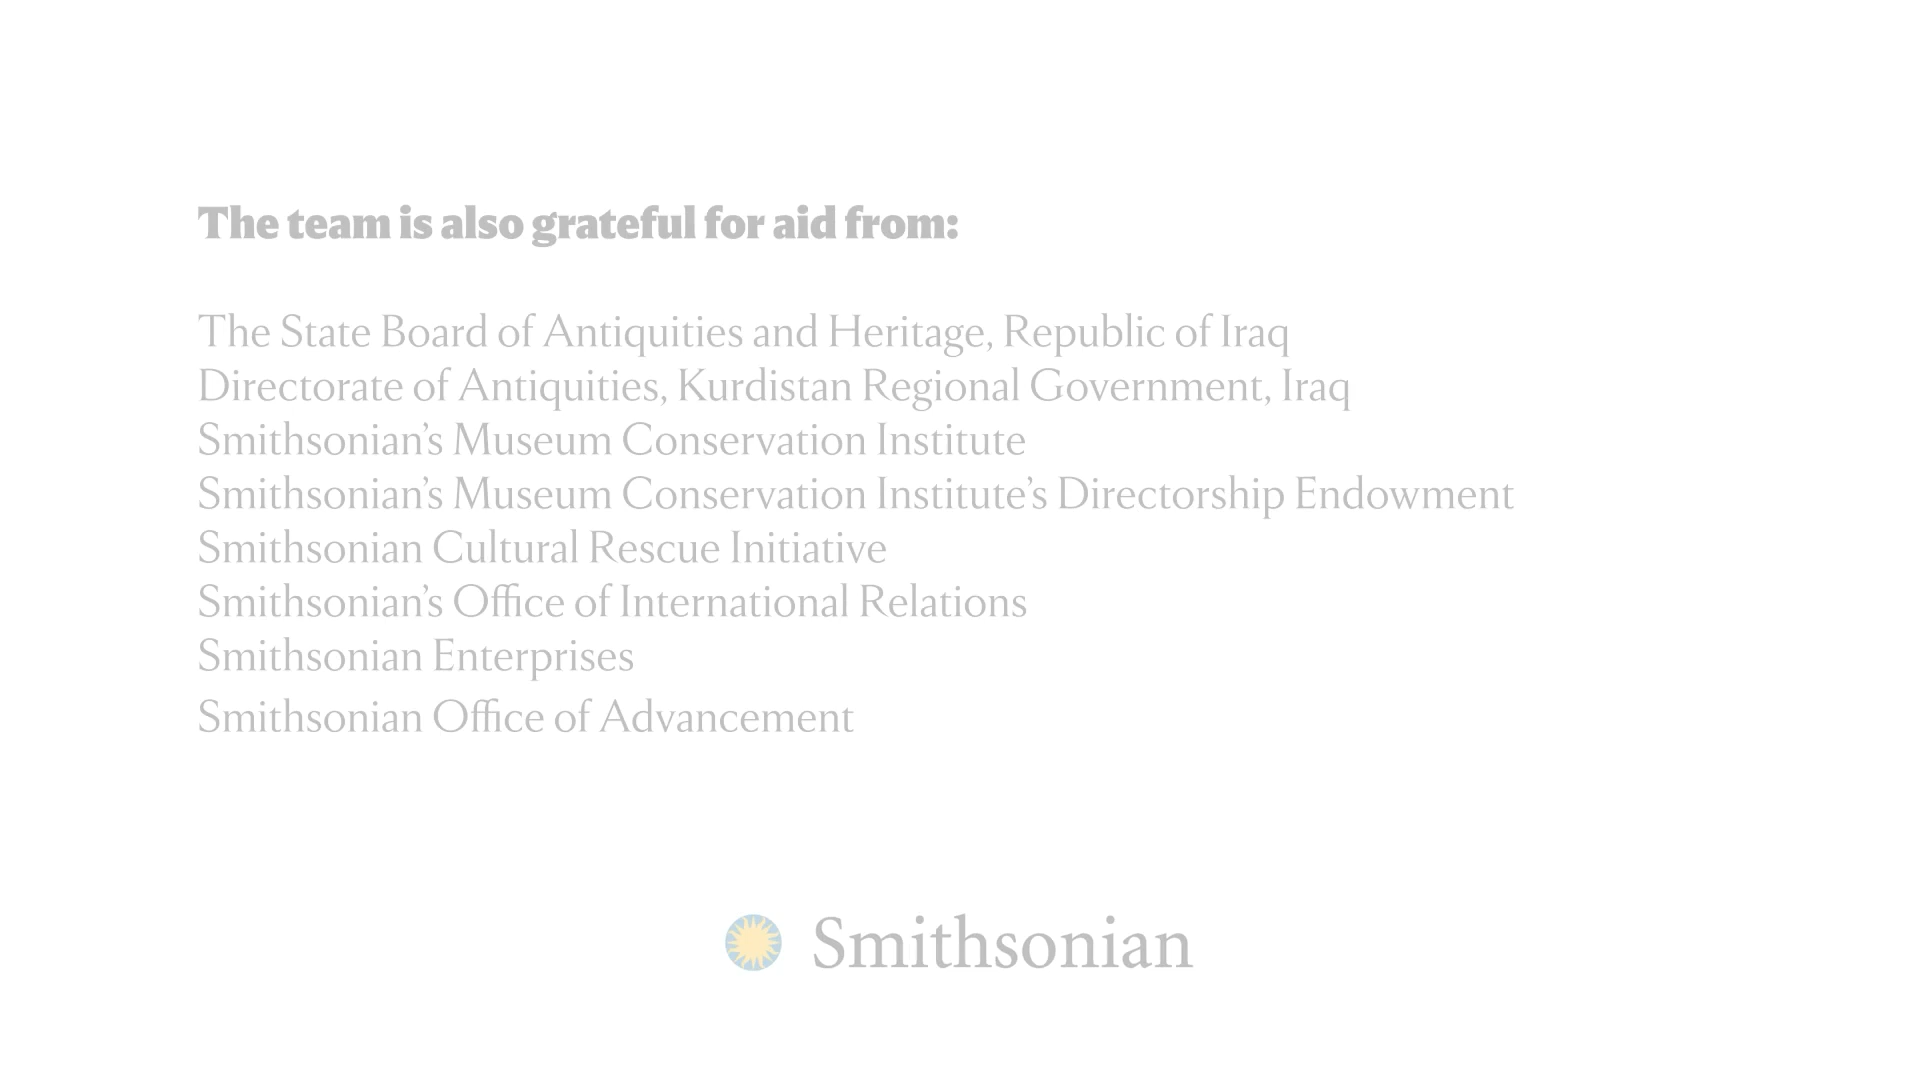 The team is also grateful for aid from:
The State Board of Antiquities and Heritage, Republic of Iraq
Directorate of Antiquities, Kurdistan Regional Government, Iraq
Smithsonian’s Museum Conservation Institute
Smithsonian’s Museum Conservation Institute’s Directorship Endowment
Smithsonian Cultural Rescue Initiative
Smithsonian’s Office of International Relations
Smithsonian Enterprises
Smithsonian Office of Advancement
Smithsonian